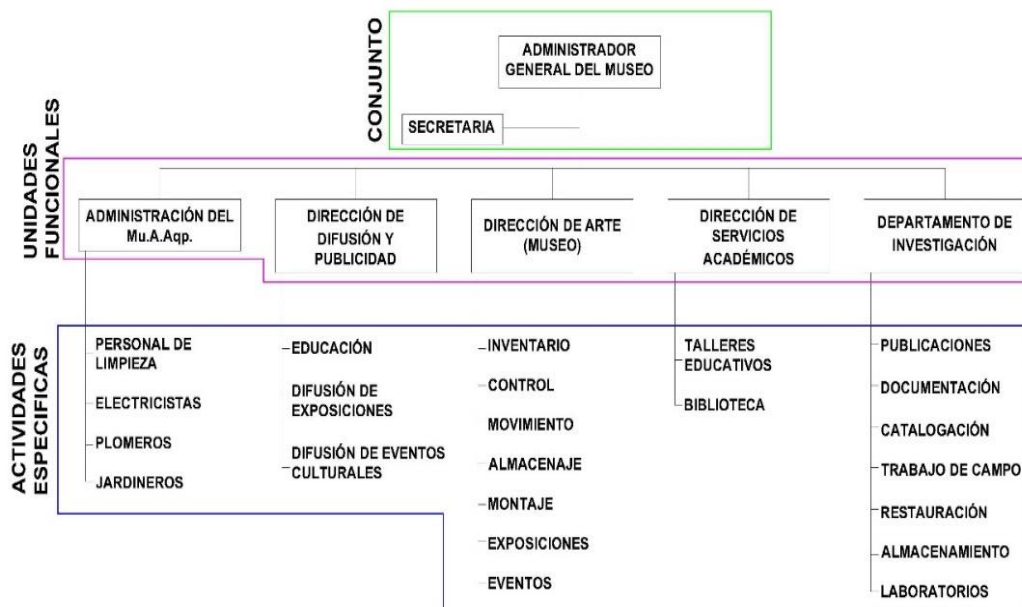 CONJUNTO
ADMINISTRADOR
GENERAL DEL MUSEO
SECRETARIA
UNIDADES
FUNCIONALES
ADMINISTRACIÓN DEL
Mu.A.Aqp.
DIRECCIÓN DE
DIFUSIÓN Y
PUBLICIDAD
DIRECCIÓN DE ARTE
(MUSEO)
DIRECCIÓN DE
SERVICIOS
ACADÉMICOS
DEPARTAMENTO DE
INVESTIGACIÓN
ACTIVIDADES
ESPECIFICAS
PERSONAL DE
LIMPIEZA
ELECTRICISTAS
PLOMEROS
JARDINEROS
EDUCACIÓN
DIFUSIÓN DE
EXPOSICIONES
DIFUSIÓN DE EVENTOS
CULTURALES
INVENTARIO
CONTROL
MOVIMIENTO
ALMACENAJE
MONTAJE
EXPOSICIONES
EVENTOS
TALLERES
EDUCATIVOS
BIBLIOTECA
PUBLICACIONES
DOCUMENTACIÓN
CATALOGACIÓN
TRABAJO DE CAMPO
RESTAURACIÓN
ALMACENAMIENTO
LABORATORIOS